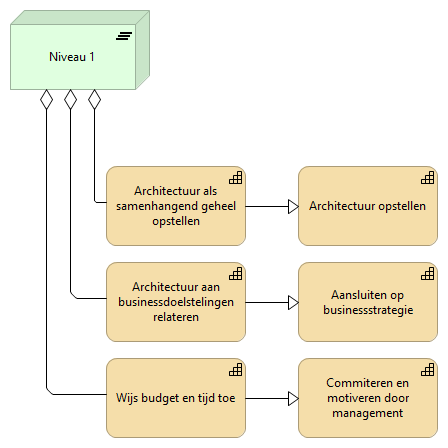 Niveau 1
Architectuur als
samenhangend geheel
opstellen
Architectuur opstellen
Architectuur aan
businessdoelstelingen
relateren
Aansluiten op
businessstrategie
Wijs budget en tijd toe
Commiteren en
motiveren door
management